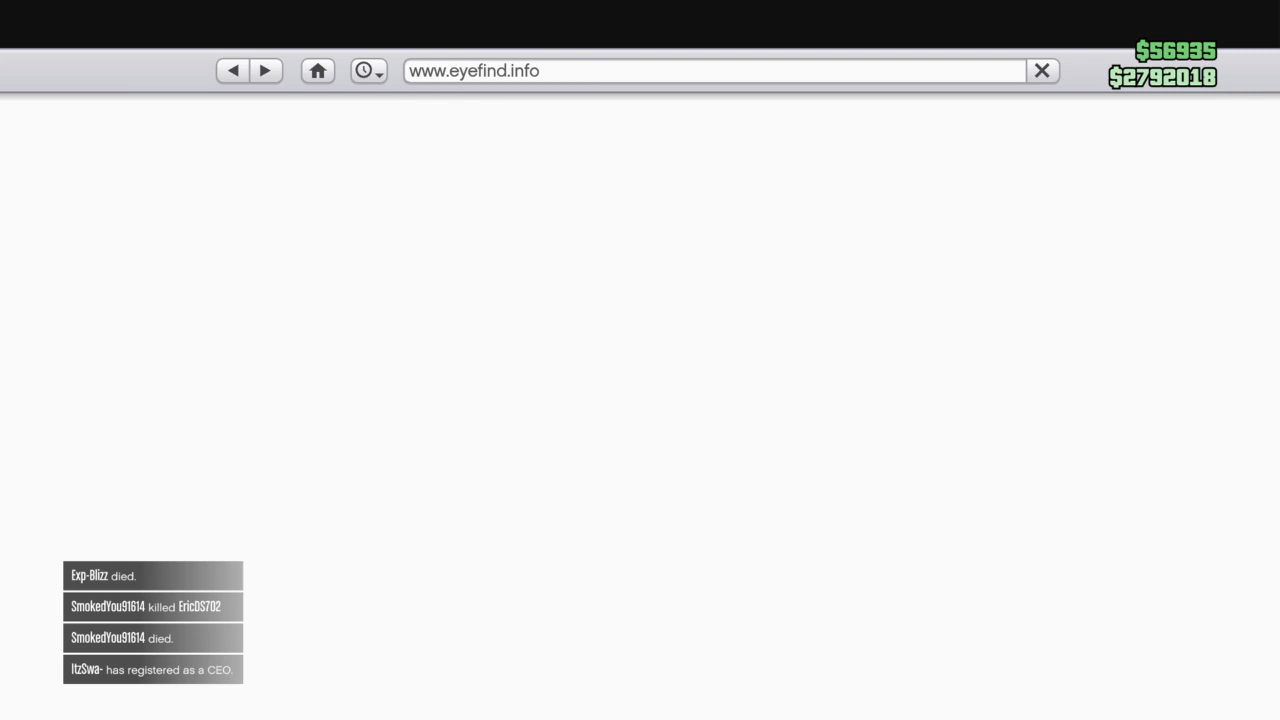 www.eyefind.info
$56935
$2792018
Exp-Blizz died.
SmokedYou91614 killed EricDS702
SmokedYou91614 died.
ItzSwa- has registered as a CEO.